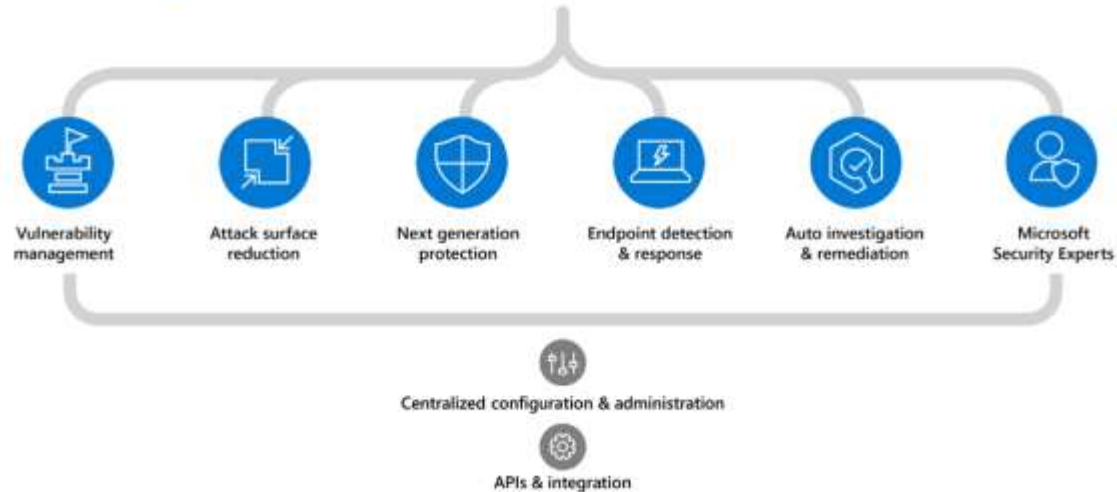 Vulnerability
management
Attack surface
reduction
Next generation
protection
Endpoint detection
& response
Auto investigation
& remediation
Microsoft
Security Experts
Centralized configuration & administration
APIs & integration